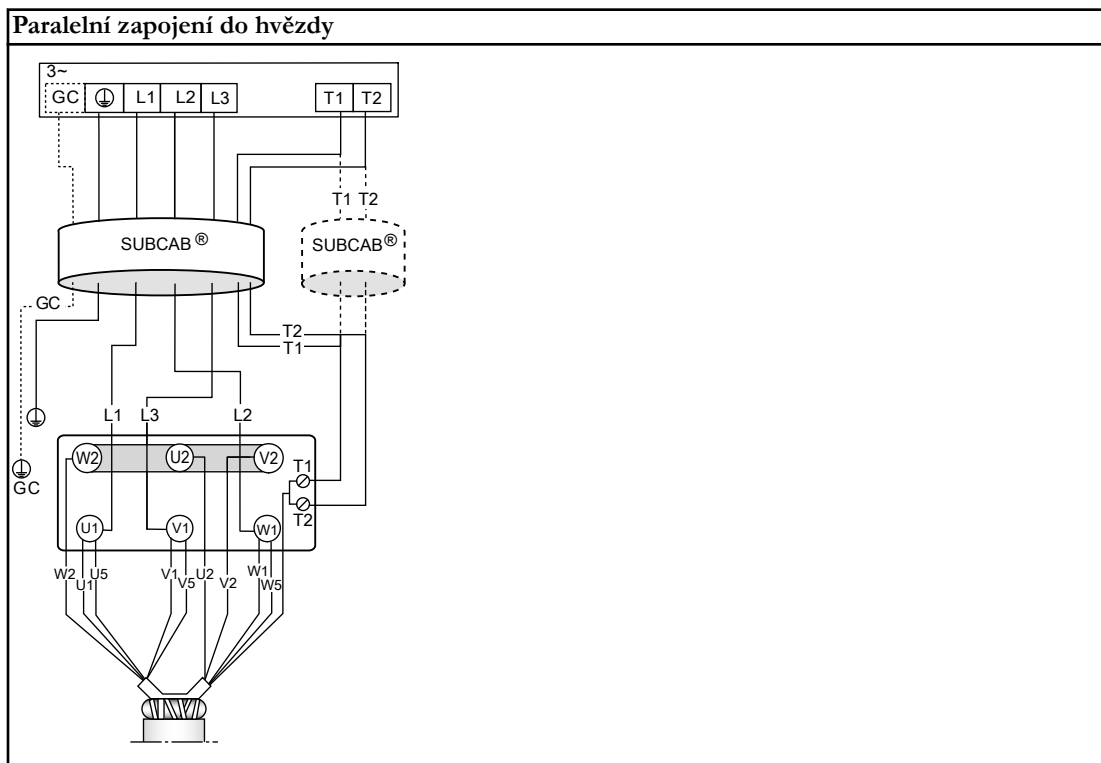 Paralelní zapojení do hvězdy
3~
GC L1 L2 L3 T1 T2
T1 T2
SUBCAB® SUBCAB®
GC
T2
T1
L1 L3 L2
W2 U2 V2
T1
GC
U1 V1 W1
T2
W2 U5 V1 U2 W1
U1 V5 V2 W5